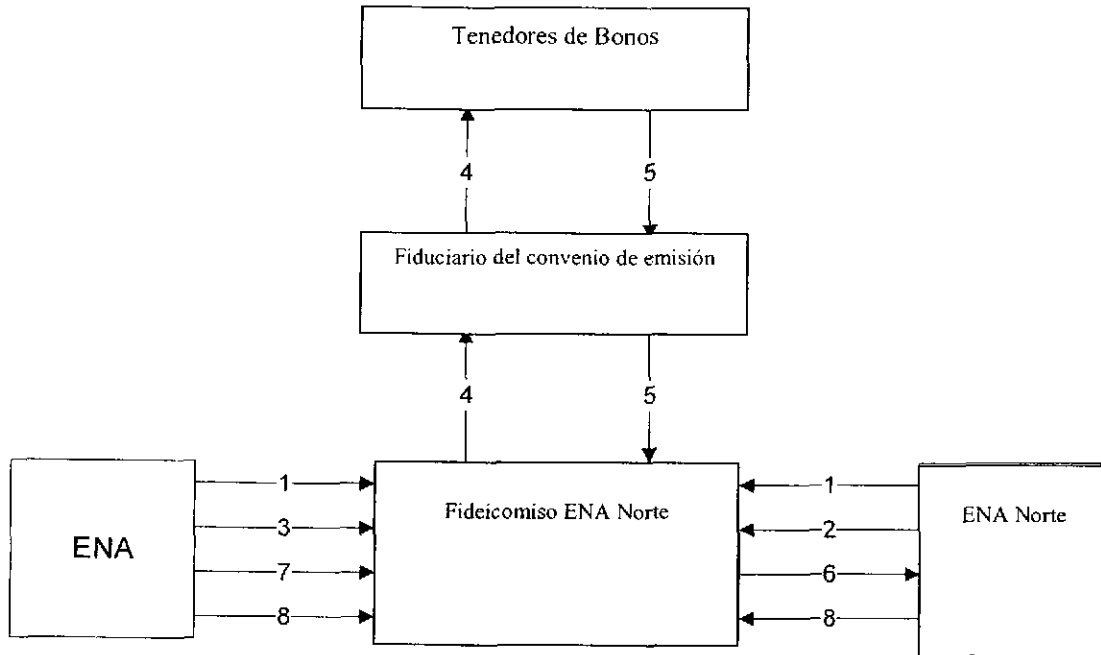 Tenedores de Bonos
4 5
Fiduciario del convenio de emisión
4 5
ENA
1
3
7
8
Fideicomiso ENA Norte
1
2
6
8
ENA Norte